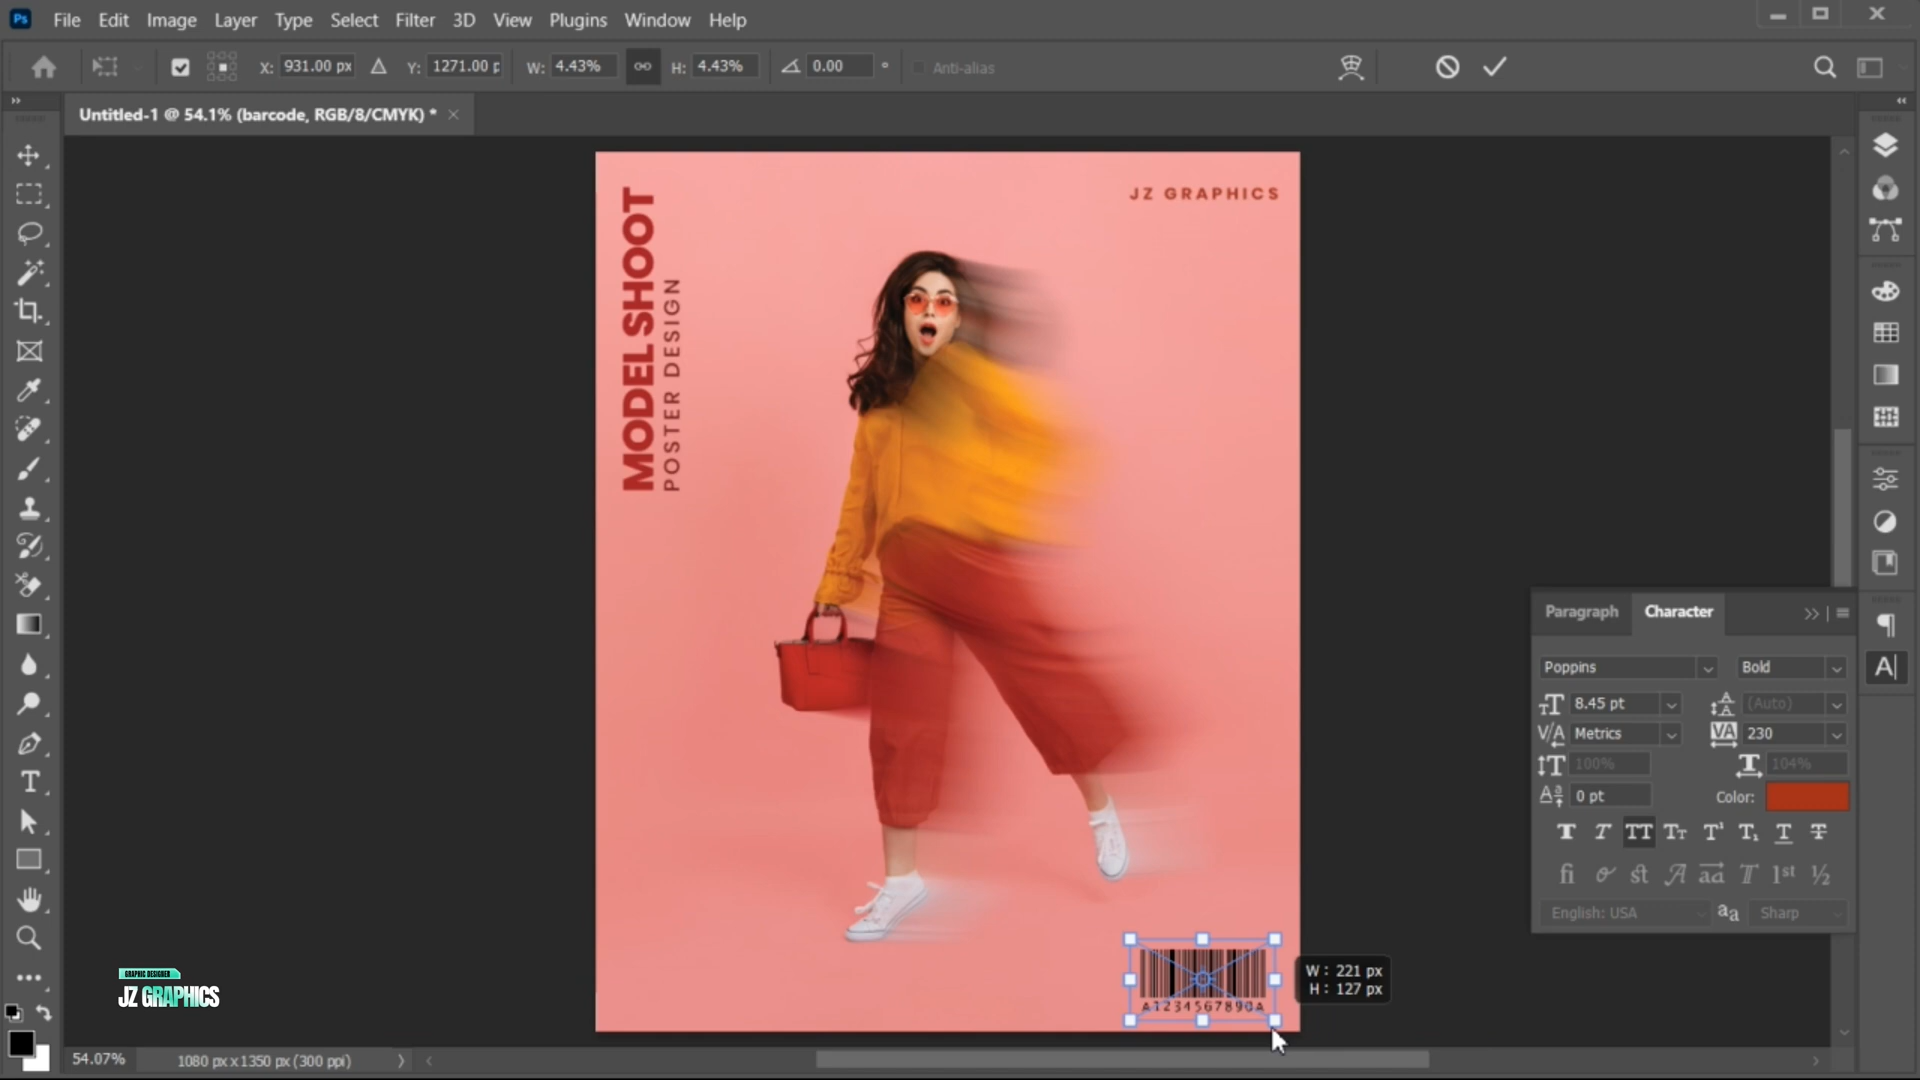 Ps File Edit Image Layer Type Select Filter 3D View Plugins Window Help
X: 931.00 px Y: 1271.00 p W: 4.43% H: 4.43% 0.00 ° Anti-alias
Untitled-1 @ 54.1% (barcode, RGB/8/CMYK) * ×
MODEL SHOOT
POSTER DESIGN
JZ GRAPHICS
A1234567890A
W: 221 px
H: 127 px
Paragraph Character
Poppins Bold
8.45 pt (Auto)
Metrics 230
100% 104%
0 pt Color:
English: USA Sharp
GRAPHIC DESIGNER
JZ GRAPHICS
54.07% 1080 px x 1350 px (300 ppi)